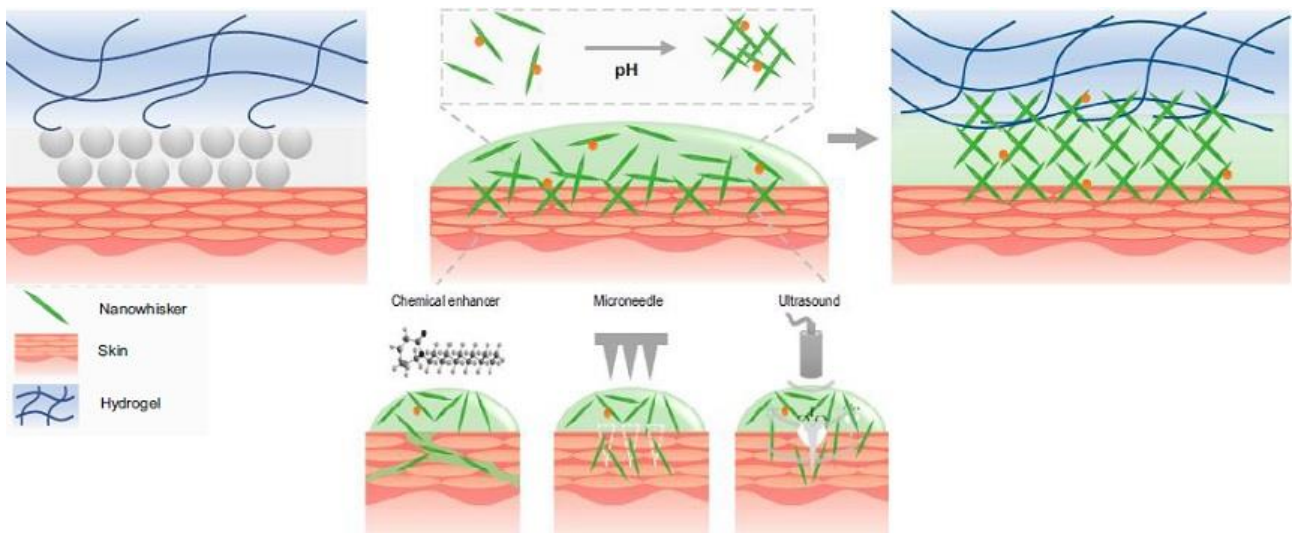 pH
Nanowhisker
Skin
Hydrogel
Chemical enhancer
Microneedle
Ultrasound